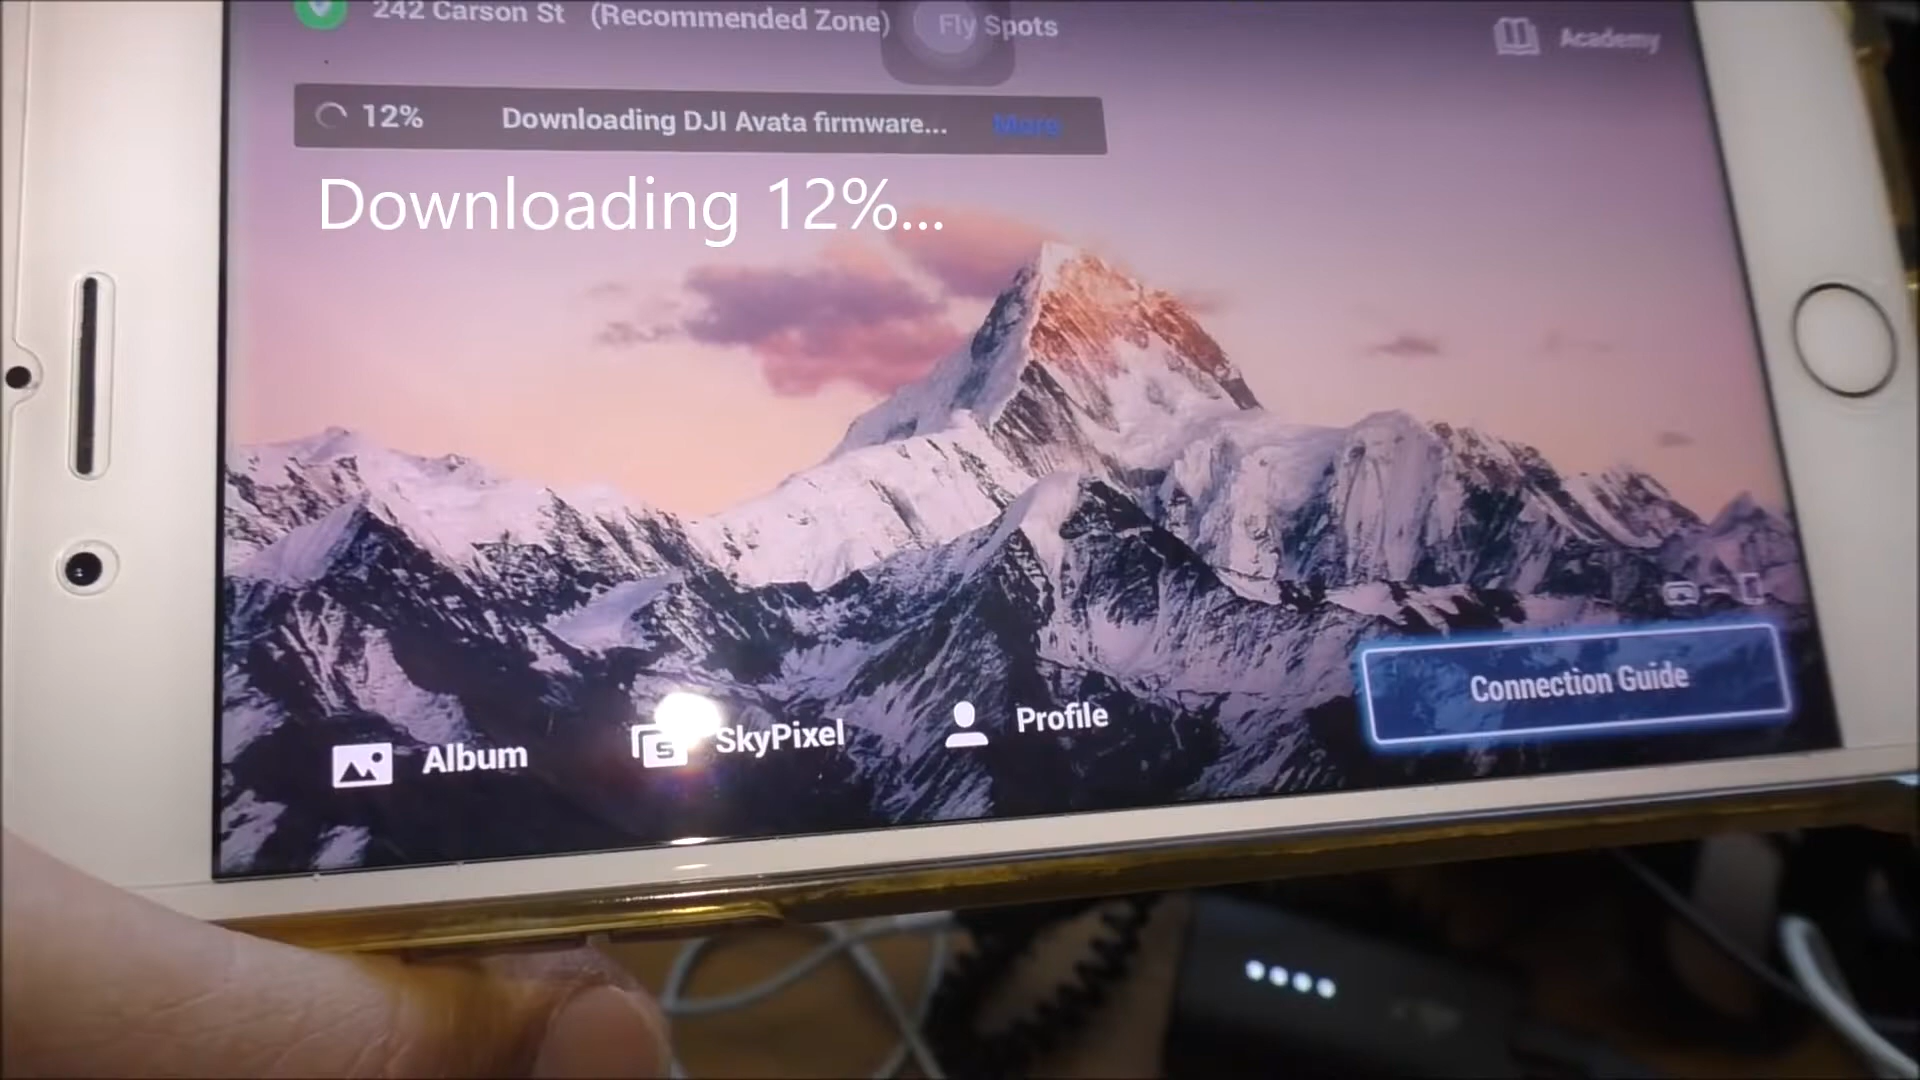 242 Carson St (Recommended Zone)
Fly Spots
Academy
12% Downloading DJI Avata firmware... More
Downloading 12%...
Album
SkyPixel
Profile
Connection Guide